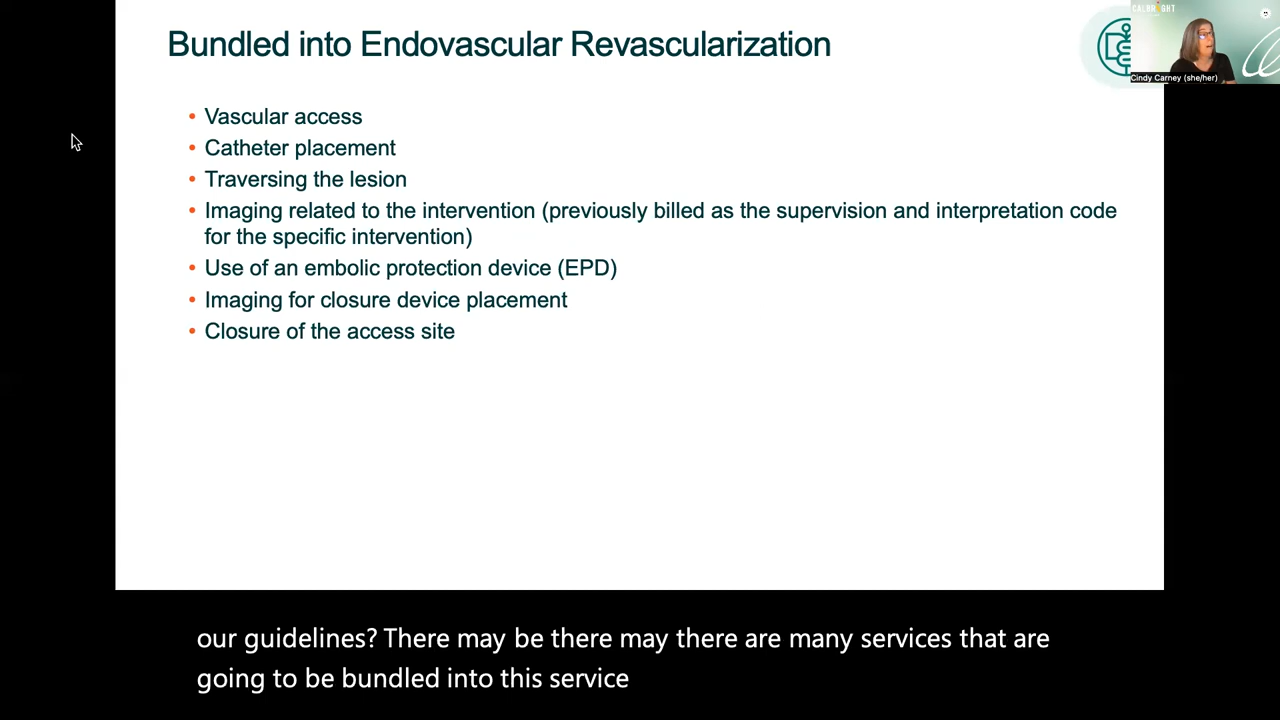 Bundled into Endovascular Revascularization
CALBRIGHT
Cindy Carney (she/her)
• Vascular access
• Catheter placement
• Traversing the lesion
• Imaging related to the intervention (previously billed as the supervision and interpretation code
for the specific intervention)
• Use of an embolic protection device (EPD)
• Imaging for closure device placement
• Closure of the access site
our guidelines? There may be there may there are many services that are
going to be bundled into this service